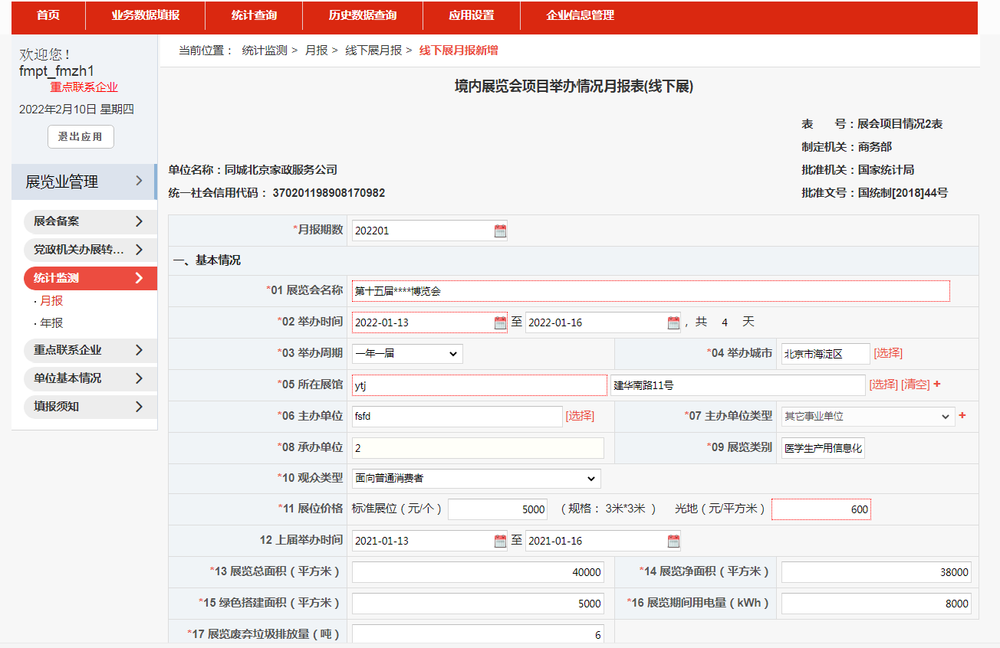 首页 业务数据填报 统计查询 历史数据查询 应用设置 企业信息管理
欢迎您！
fmpt_fmzh1
重点联系企业
2022年2月10日 星期四
退出应用
展览业管理
展会备案
党政机关办展转...
统计监测
· 月报
· 年报
重点联系企业
单位基本情况
填报须知
当前位置： 统计监测 > 月报 > 线下展月报 > 线下展月报新增
境内展览会项目举办情况月报表(线下展)
表 号：展会项目情况2表
制定机关：商务部
单位名称：同城北京家政服务公司 批准机关：国家统计局
统一社会信用代码： 370201198908170982 批准文号：国统制[2018]44号
*月报期数 202201
一、基本情况
*01 展览会名称 第十五届****博览会
*02 举办时间 2022-01-13 至 2022-01-16 ，共 4 天
*03 举办周期 一年一届 *04 举办城市 北京市海淀区 [选择]
*05 所在展馆 ytj 建华南路11号 [选择] [清空] +
*06 主办单位 fsfd [选择] *07 主办单位类型 其它事业单位 +
*08 承办单位 2 *09 展览类别 医学生产用信息化
*10 观众类型 面向普通消费者
*11 展位价格 标准展位（元/个） 5000 （规格： 3米*3米 ） 光地（元/平方米） 600
12 上届举办时间 2021-01-13 至 2021-01-16
*13 展览总面积（平方米） 40000 *14 展览净面积（平方米） 38000
*15 绿色搭建面积（平方米） 5000 *16 展览期间用电量（kWh） 8000
*17 展览废弃垃圾排放量（吨） 6